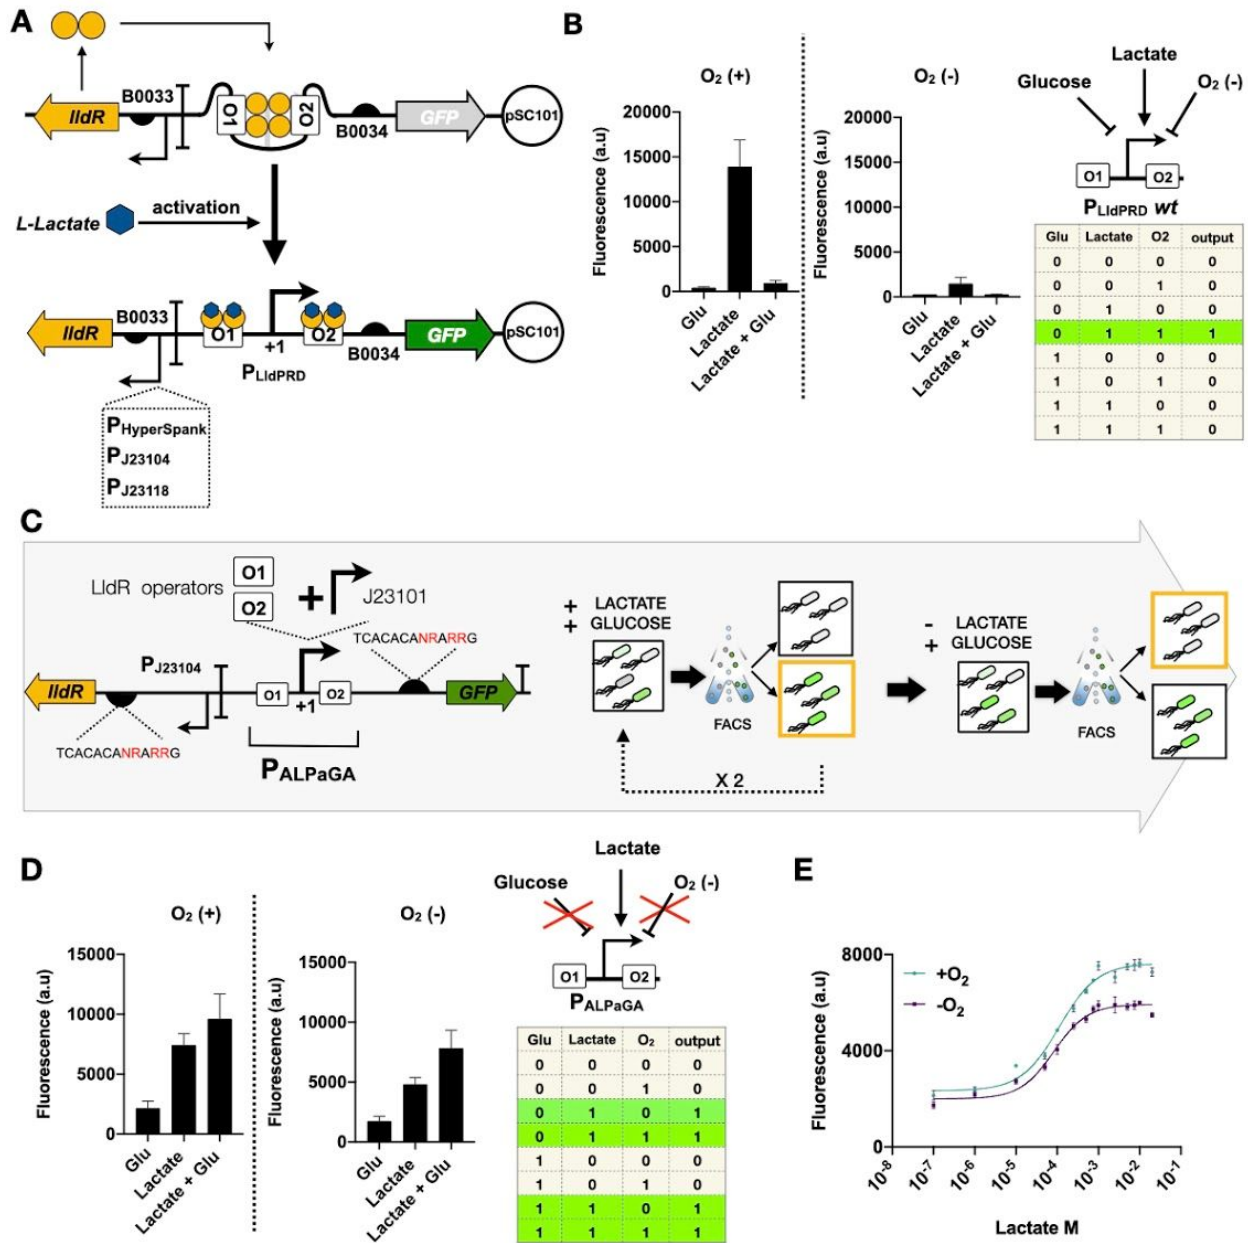 A
lldR
B0033
O1
O2
B0034
GFP
pSC101
L-Lactate
activation
lldR
B0033
O1
+1
O2
B0034
GFP
pSC101
PLldPRD
PHyperSpank
PJ23104
PJ23118
B
O2 (+)
Fluorescence (a.u)
20000
15000
10000
5000
0
Glu
Lactate
Lactate + Glu
O2 (-)
Fluorescence (a.u)
20000
15000
10000
5000
0
Glu
Lactate
Lactate + Glu
Lactate
Glucose
O2 (-)
O1
O2
PLldPRD wt
Glu Lactate O2 output
0 0 0 0
0 0 1 0
0 1 0 0
0 1 1 1
1 0 0 0
1 0 1 0
1 1 0 0
1 1 1 0
C
LldR operators
O1
O2
+
J23101
TCACACANRARRG
PJ23104
lldR
O1
+1
O2
GFP
TCACACANRARRG
PALPaGA
+ LACTATE
+ GLUCOSE
FACS
X 2
- LACTATE
+ GLUCOSE
FACS
D
O2 (+)
Fluorescence (a.u)
15000
10000
5000
0
Glu
Lactate
Lactate + Glu
O2 (-)
Fluorescence (a.u)
15000
10000
5000
0
Glu
Lactate
Lactate + Glu
Lactate
Glucose
O2 (-)
O1
O2
PALPaGA
Glu Lactate O2 output
0 0 0 0
0 0 1 0
0 1 0 1
0 1 1 1
1 0 0 0
1 0 1 0
1 1 0 1
1 1 1 1
E
Fluorescence (a.u)
8000
4000
0
+O2
-O2
10-8
10-7
10-6
10-5
10-4
10-3
10-2
10-1
Lactate M